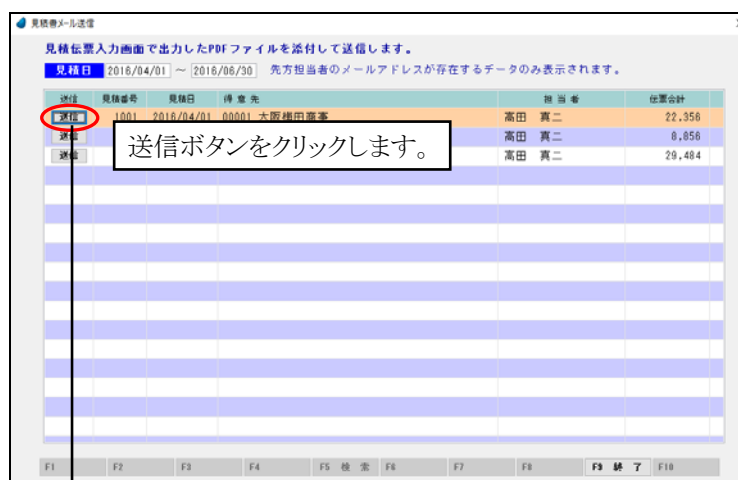 見積書メール送信
見積伝票入力画面で出力したPDFファイルを添付して送信します。
見積日 2016/04/01 ～ 2016/06/30 先方担当者のメールアドレスが存在するデータのみ表示されます。
送信 見積番号 見積日 得意先 担当者 伝票合計
送信 1001 2016/04/01 00001 大阪梅田商事 高田 真二 22,356
送信 高田 真二 8,856
送信 高田 真二 29,484
送信ボタンをクリックします。
F1 F2 F3 F4 F5 検索 F6 F7 F8 F9 終了 F10